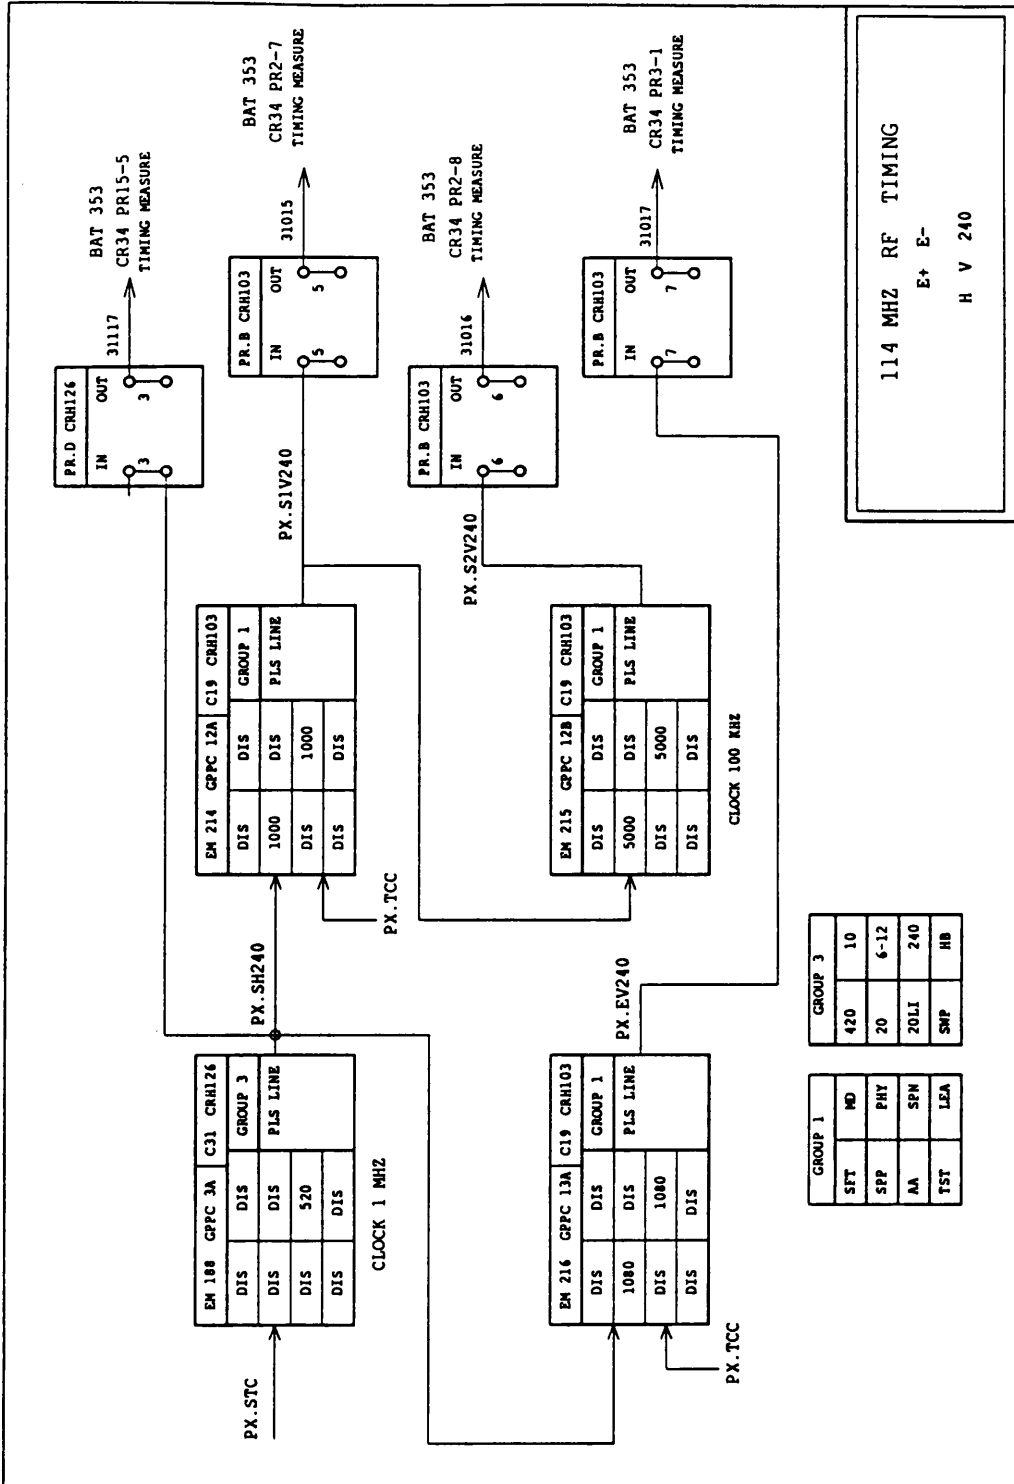 BAT 353
CR34 PR15-5
TIMING MEASURE
BAT 353
CR34 PR2-7
TIMING MEASURE
BAT 353
CR34 PR2-8
TIMING MEASURE
BAT 353
CR34 PR3-1
TIMING MEASURE
31117
31015
31016
31017
PR.D CRH126
IN OUT
3 3
PR.B CRH103
IN OUT
5 5
PR.B CRH103
IN OUT
6 6
PR.B CRH103
IN OUT
7 7
PX.S1V240
PX.S2V240
EM 214 GPPC 12A C19 CRH103
DIS DIS GROUP 1
1000 DIS PLS LINE
DIS 1000
DIS DIS
PX.TCC
EM 215 GPPC 12B C19 CRH103
DIS DIS GROUP 1
5000 DIS PLS LINE
DIS 5000
DIS DIS
CLOCK 100 KHZ
PX.SH240
PX.EV240
EM 188 GPPC 3A C31 CRH126
DIS DIS GROUP 3
DIS DIS PLS LINE
DIS 520
DIS DIS
CLOCK 1 MHZ
PX.STC
EM 216 GPPC 13A C19 CRH103
DIS DIS GROUP 1
1080 DIS PLS LINE
DIS 1080
DIS DIS
PX.TCC
GROUP 1
SFT MD
SPP PHY
AA SPN
TST LEA
GROUP 3
420 10
20 6-12
20LI 240
SWP HB
114 MHZ RF TIMING
E+ E-
H V 240